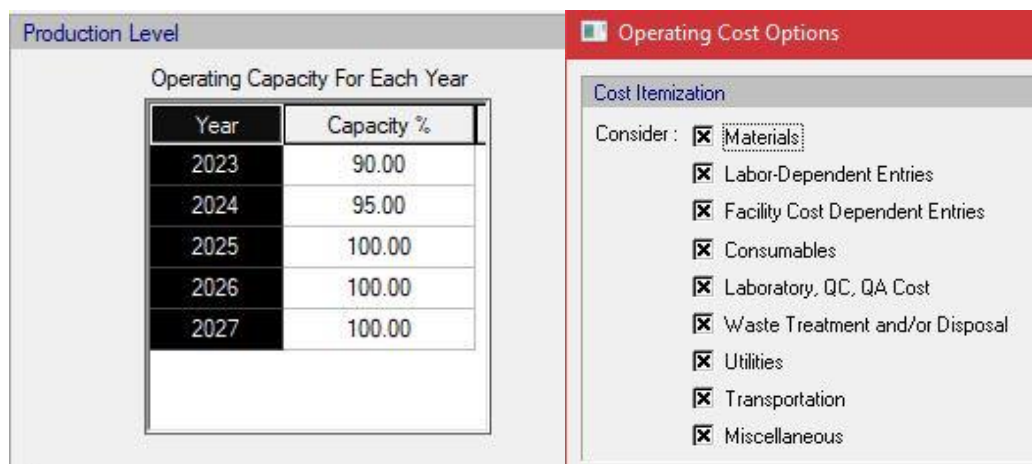 Production Level
Operating Capacity For Each Year
Year Capacity %
2023 90.00
2024 95.00
2025 100.00
2026 100.00
2027 100.00
Operating Cost Options
Cost Itemization
Consider : Materials
Labor-Dependent Entries
Facility Cost Dependent Entries
Consumables
Laboratory, QC, QA Cost
Waste Treatment and/or Disposal
Utilities
Transportation
Miscellaneous